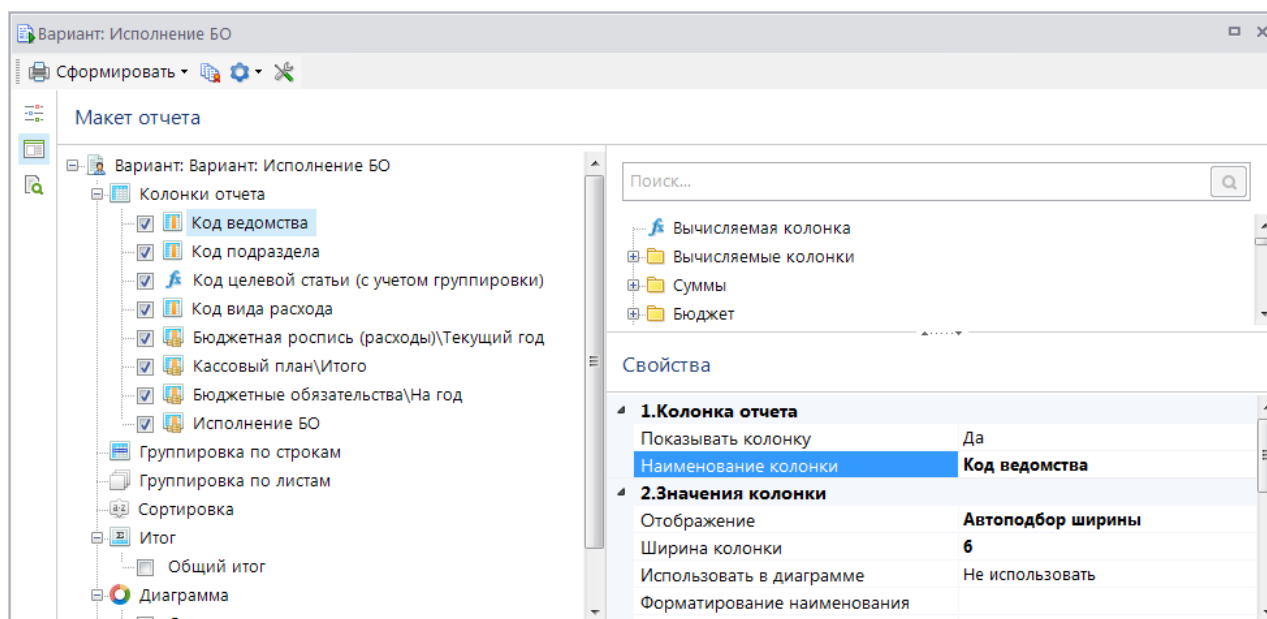 Вариант: Исполнение БО
Сформировать
Макет отчета
Вариант: Вариант: Исполнение БО
Колонки отчета
Код ведомства
Код подраздела
Код целевой статьи (с учетом группировки)
Код вида расхода
Бюджетная роспись (расходы)\Текущий год
Кассовый план\Итого
Бюджетные обязательства\На год
Исполнение БО
Группировка по строкам
Группировка по листам
Сортировка
Итог
Общий итог
Диаграмма
Поиск...
Вычисляемая колонка
Вычисляемые колонки
Суммы
Бюджет
Свойства
1.Колонка отчета
Показывать колонку Да
Наименование колонки Код ведомства
2.Значения колонки
Отображение Автоподбор ширины
Ширина колонки 6
Использовать в диаграмме Не использовать
Форматирование наименования